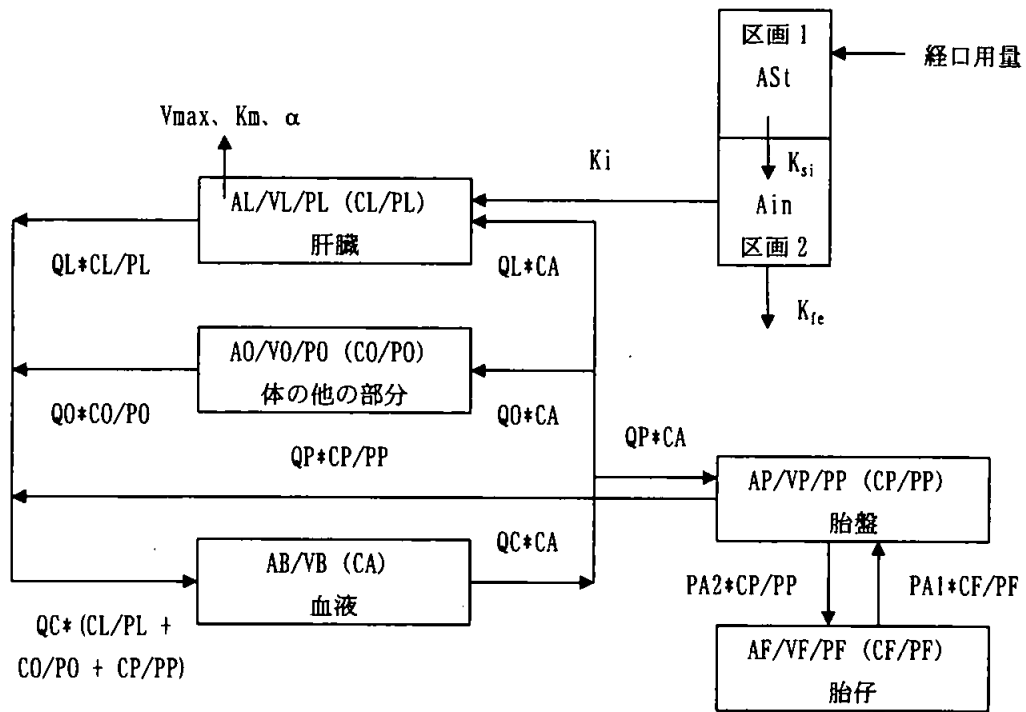 区画 1
ASt
経口用量
Vmax、Km、α
Ki
K_si
AL/VL/PL (CL/PL)
肝臓
Ain
区画 2
QL*CL/PL
QL*CA
K_fe
AO/VO/PO (CO/PO)
体の他の部分
QO*CO/PO
QO*CA
QP*CA
QP*CP/PP
AP/VP/PP (CP/PP)
胎盤
AB/VB (CA)
血液
QC*CA
PA2*CP/PP
PA1*CF/PF
QC* (CL/PL +
CO/PO + CP/PP)
AF/VF/PF (CF/PF)
胎仔